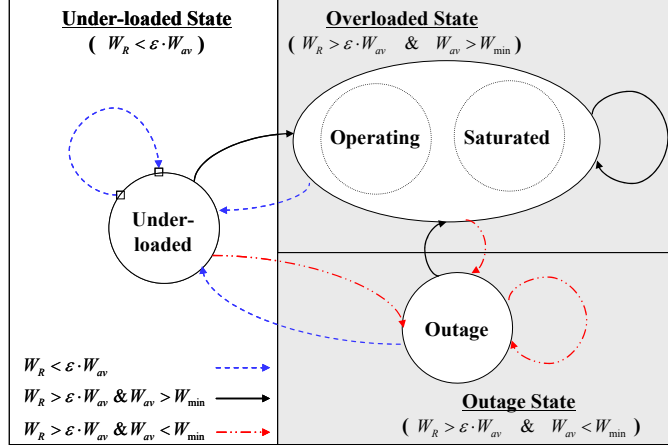 Under-loaded State
( W_R < ε · W_av )
Overloaded State
( W_R > ε · W_av & W_av > W_min )
Operating
Saturated
Under-
loaded
Outage
W_R < ε · W_av
W_R > ε · W_av & W_av > W_min
W_R > ε · W_av & W_av < W_min
Outage State
( W_R > ε · W_av & W_av < W_min )